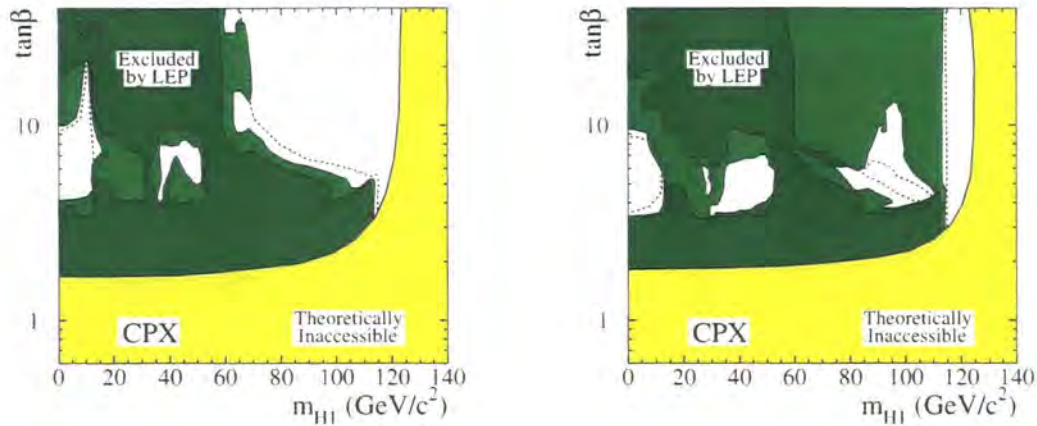 tanβ
10
1
Excluded
by LEP
CPX
Theoretically
Inaccessible
0 20 40 60 80 100 120 140
m_H1 (GeV/c²)
tanβ
10
1
Excluded
by LEP
CPX
Theoretically
Inaccessible
0 20 40 60 80 100 120 140
m_H1 (GeV/c²)